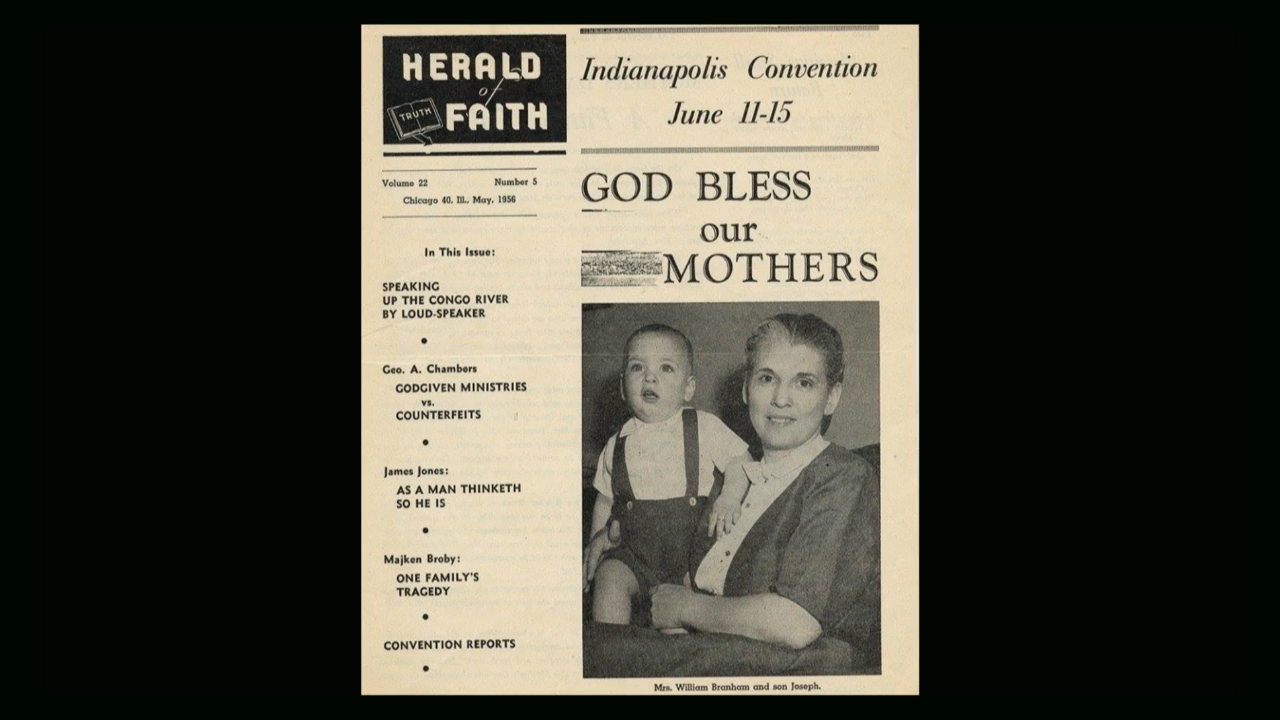 HERALD
of
TRUTH
FAITH
Indianapolis Convention
June 11-15
Volume 22 Number 5
Chicago 40, Ill., May, 1956
GOD BLESS
our
MOTHERS
In This Issue:
SPEAKING
UP THE CONGO RIVER
BY LOUD-SPEAKER
Geo. A. Chambers
GODGIVEN MINISTRIES
vs.
COUNTERFEITS
James Jones:
AS A MAN THINKETH
SO HE IS
Majken Broby:
ONE FAMILY'S
TRAGEDY
CONVENTION REPORTS
Mrs. William Branham and son Joseph.